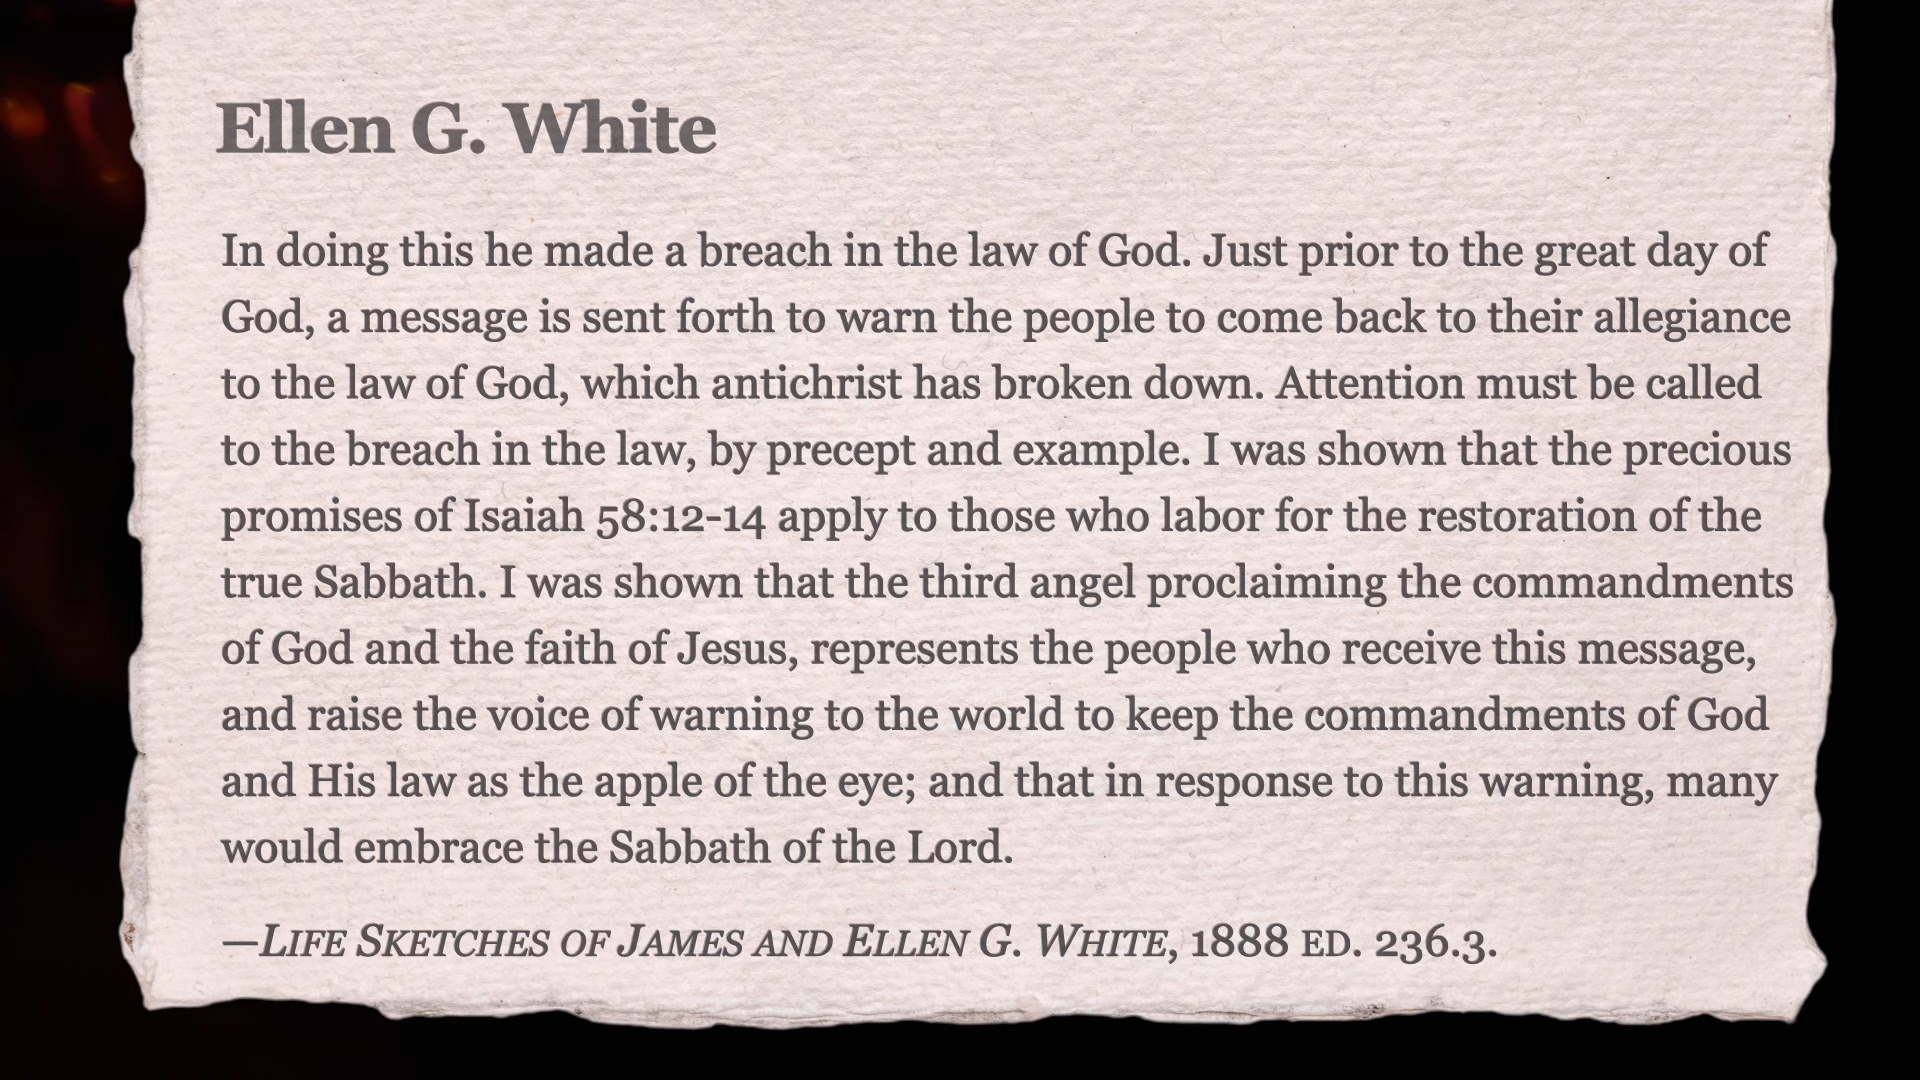 Ellen G. White
In doing this he made a breach in the law of God. Just prior to the great day of
God, a message is sent forth to warn the people to come back to their allegiance
to the law of God, which antichrist has broken down. Attention must be called
to the breach in the law, by precept and example. I was shown that the precious
promises of Isaiah 58:12-14 apply to those who labor for the restoration of the
true Sabbath. I was shown that the third angel proclaiming the commandments
of God and the faith of Jesus, represents the people who receive this message,
and raise the voice of warning to the world to keep the commandments of God
and His law as the apple of the eye; and that in response to this warning, many
would embrace the Sabbath of the Lord.
—LIFE SKETCHES OF JAMES AND ELLEN G. WHITE, 1888 ED. 236.3.